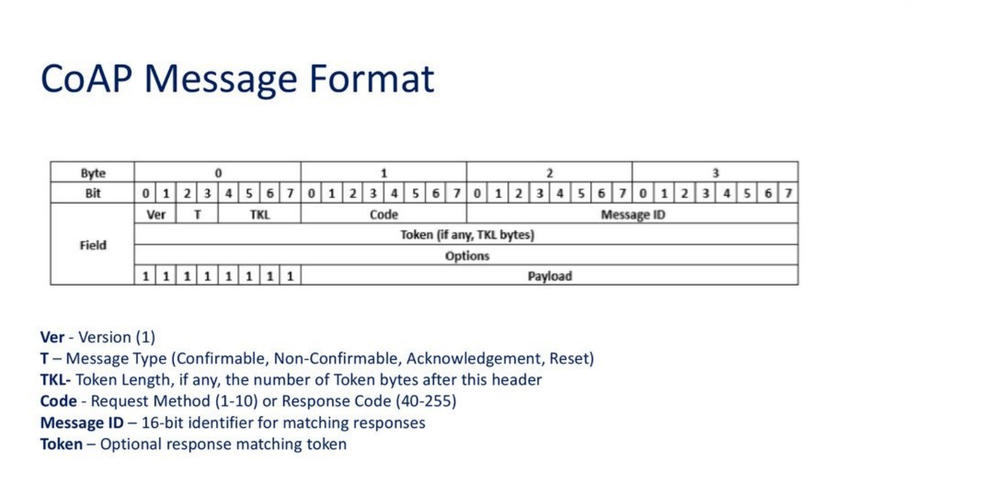 CoAP Message Format
Byte 0 1 2 3
Bit 0 1 2 3 4 5 6 7 0 1 2 3 4 5 6 7 0 1 2 3 4 5 6 7 0 1 2 3 4 5 6 7
Ver T TKL Code Message ID
Token (if any, TKL bytes)
Field
Options
1 1 1 1 1 1 1 1 Payload
Ver - Version (1)
T – Message Type (Confirmable, Non-Confirmable, Acknowledgement, Reset)
TKL- Token Length, if any, the number of Token bytes after this header
Code - Request Method (1-10) or Response Code (40-255)
Message ID – 16-bit identifier for matching responses
Token – Optional response matching token